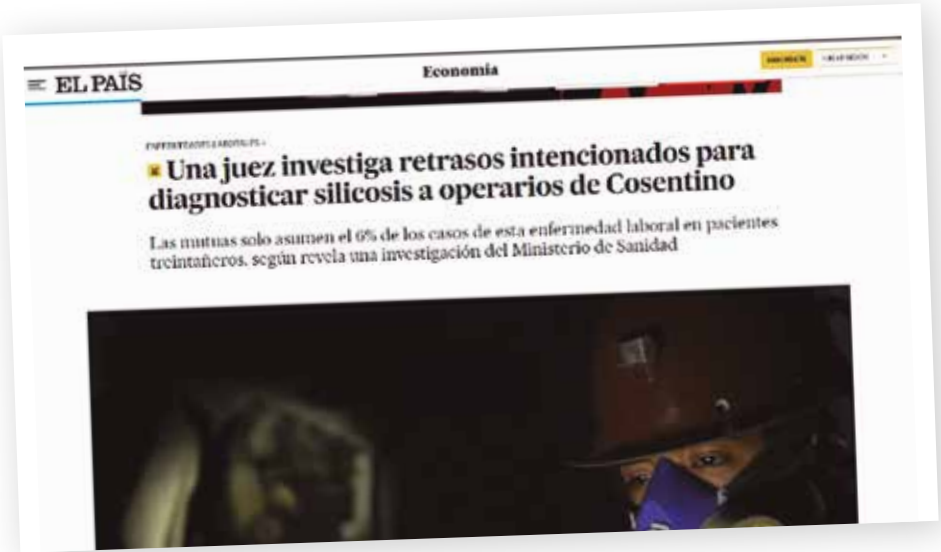 EL PAÍS
Economía
Una juez investiga retrasos intencionados para
diagnosticar silicosis a operarios de Cosentino
Las mutuas solo asumen el 6% de los casos de esta enfermedad laboral en pacientes
treintañeros, según revela una investigación del Ministerio de Sanidad